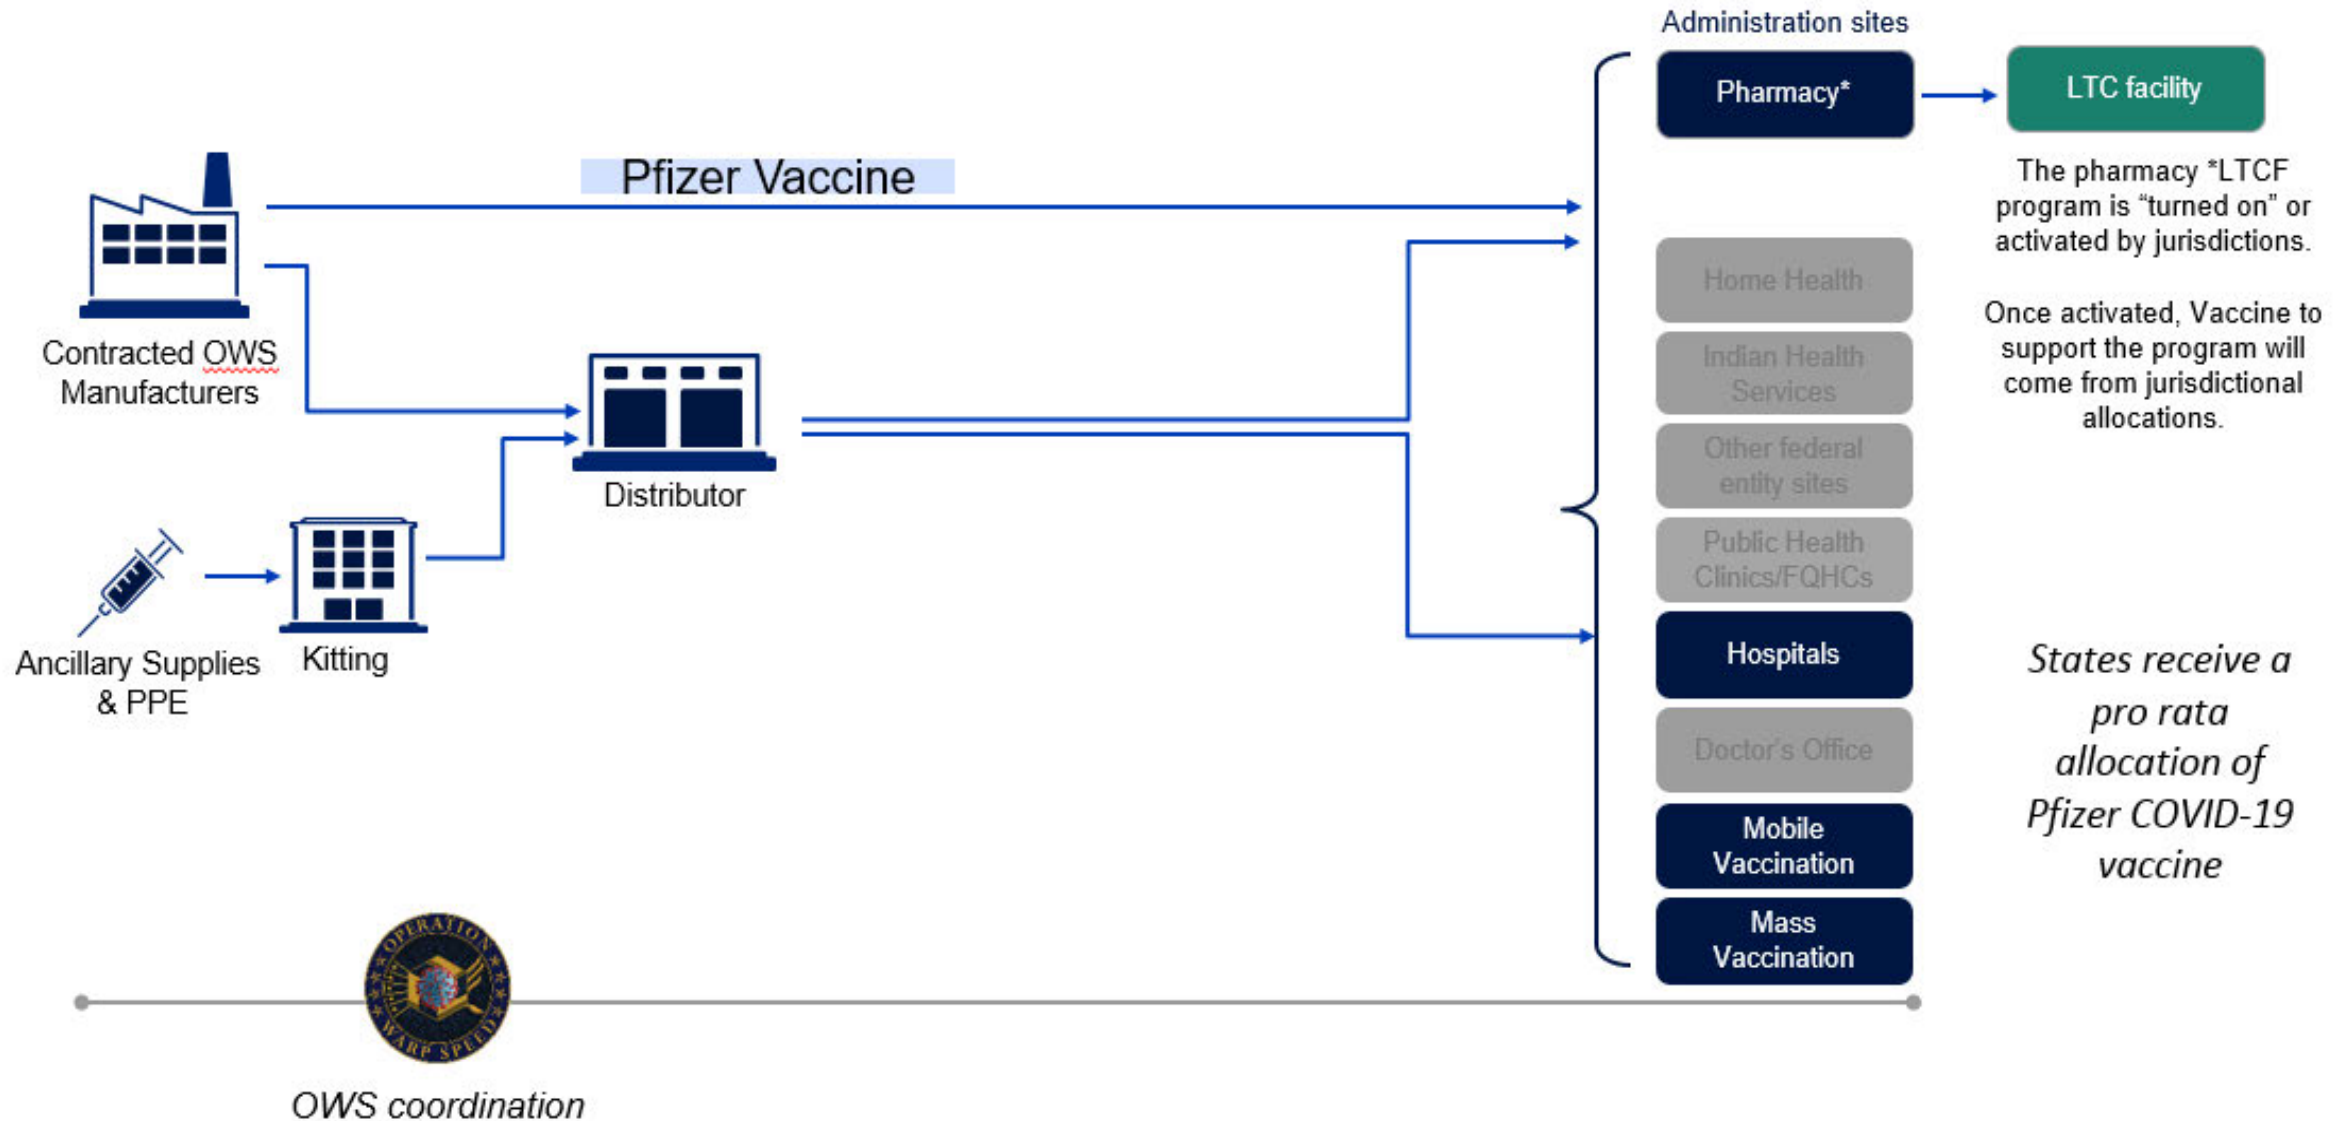 Administration sites
Pharmacy*
LTC facility
Pfizer Vaccine
The pharmacy *LTCF
program is “turned on” or
activated by jurisdictions.
Once activated, Vaccine to
support the program will
come from jurisdictional
allocations.
Home Health
Indian Health
Services
Other federal
entity sites
Public Health
Clinics/FQHCs
Hospitals
Doctor's Office
Mobile
Vaccination
Mass
Vaccination
Contracted OWS
Manufacturers
Distributor
Ancillary Supplies
& PPE
Kitting
States receive a
pro rata
allocation of
Pfizer COVID-19
vaccine
OPERATION
WARP SPEED
OWS coordination